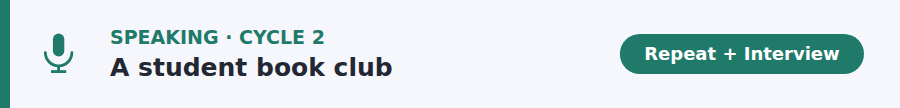 SPEAKING · CYCLE 2
A student book club
Repeat + Interview